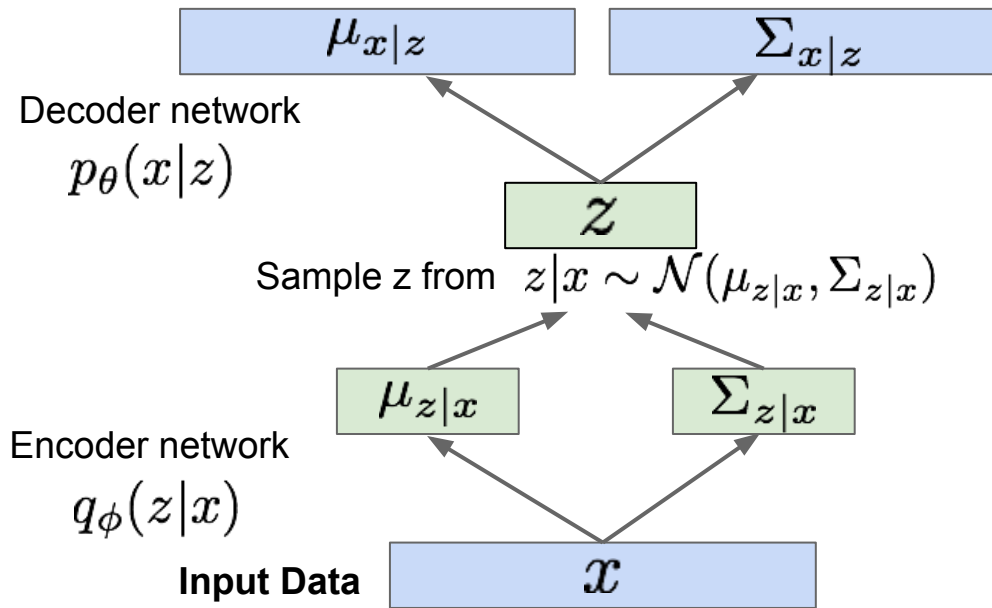 μ_{x|z} Σ_{x|z}
Decoder network
p_θ(x|z)
z
Sample z from z|x ∼ 𝒩(μ_{z|x}, Σ_{z|x})
μ_{z|x} Σ_{z|x}
Encoder network
q_ϕ(z|x)
Input Data x